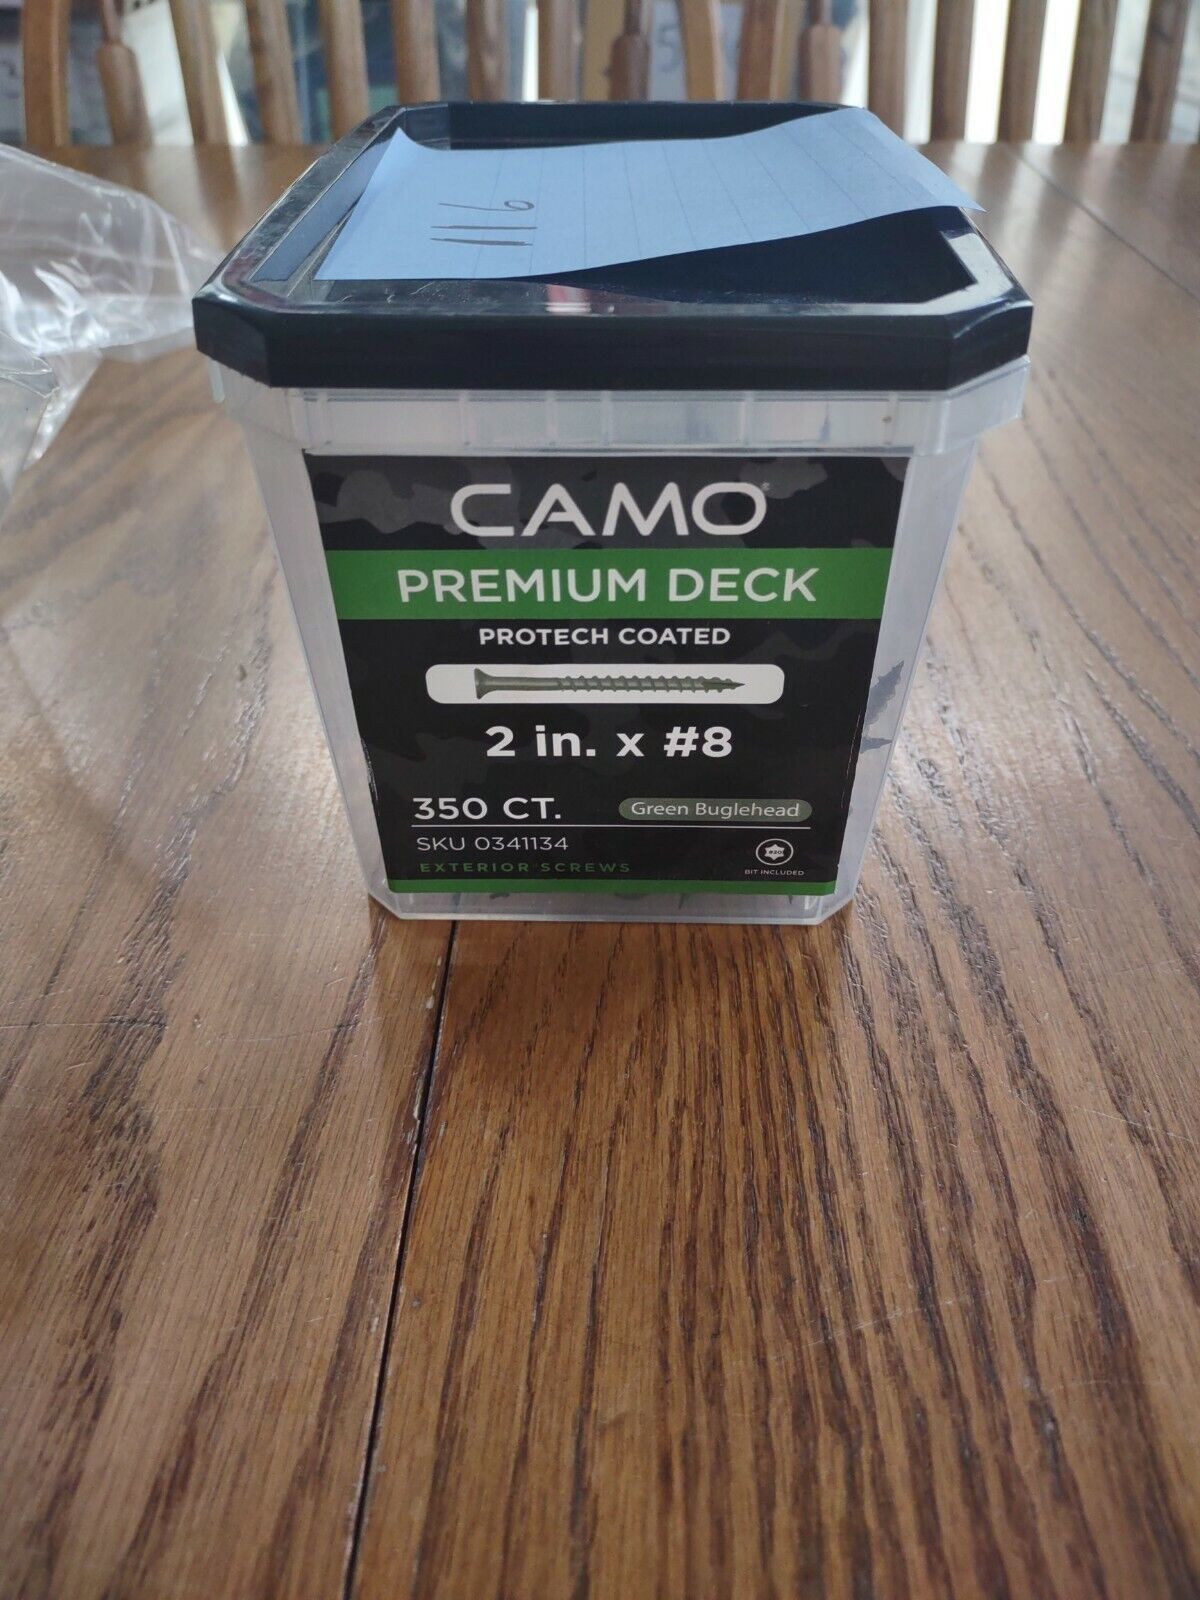 116
CAMO®
PREMIUM DECK
PROTECH COATED
2 in. x #8
350 CT.
Green Buglehead
SKU 0341134
EXTERIOR SCREWS
#20
BIT INCLUDED